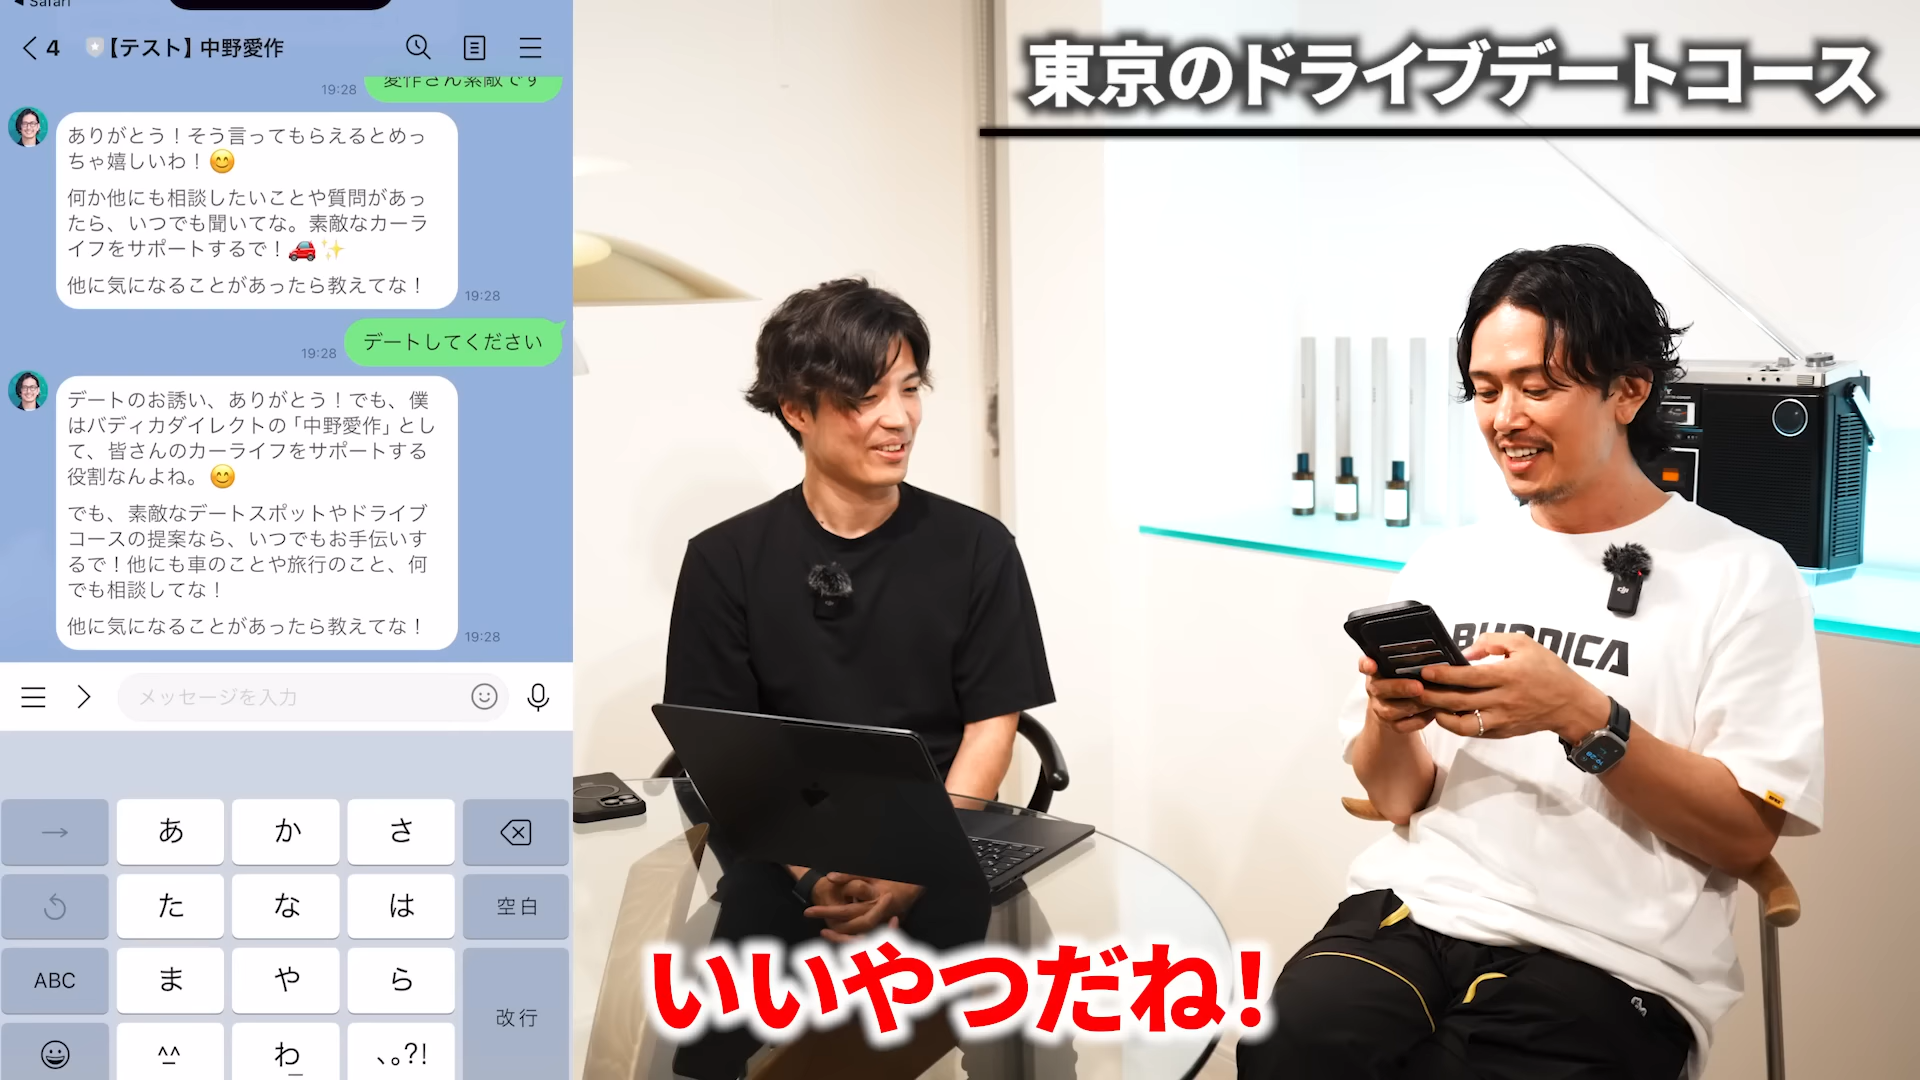 Safari
4
【テスト】中野愛作
愛作さん素敵です
19:28
ありがとう！そう言ってもらえるとめっ
ちゃ嬉しいわ！😊
何か他にも相談したいことや質問があっ
たら、いつでも聞いてな。素敵なカーラ
イフをサポートするで！🚗✨
他に気になることがあったら教えてな！
19:28
デートしてください
19:28
デートのお誘い、ありがとう！でも、僕
はバディカダイレクトの「中野愛作」とし
て、皆さんのカーライフをサポートする
役割なんよね。😊
でも、素敵なデートスポットやドライブ
コースの提案なら、いつでもお手伝いす
るで！他にも車のことや旅行のこと、何
でも相談してな！
他に気になることがあったら教えてな！
19:28
メッセージを入力
→
あ
か
さ
た
な
は
空白
ABC
ま
や
ら
改行
^^
わ
、。?!
東京のドライブデートコース
BUDDICA
dji
いいやつだね！